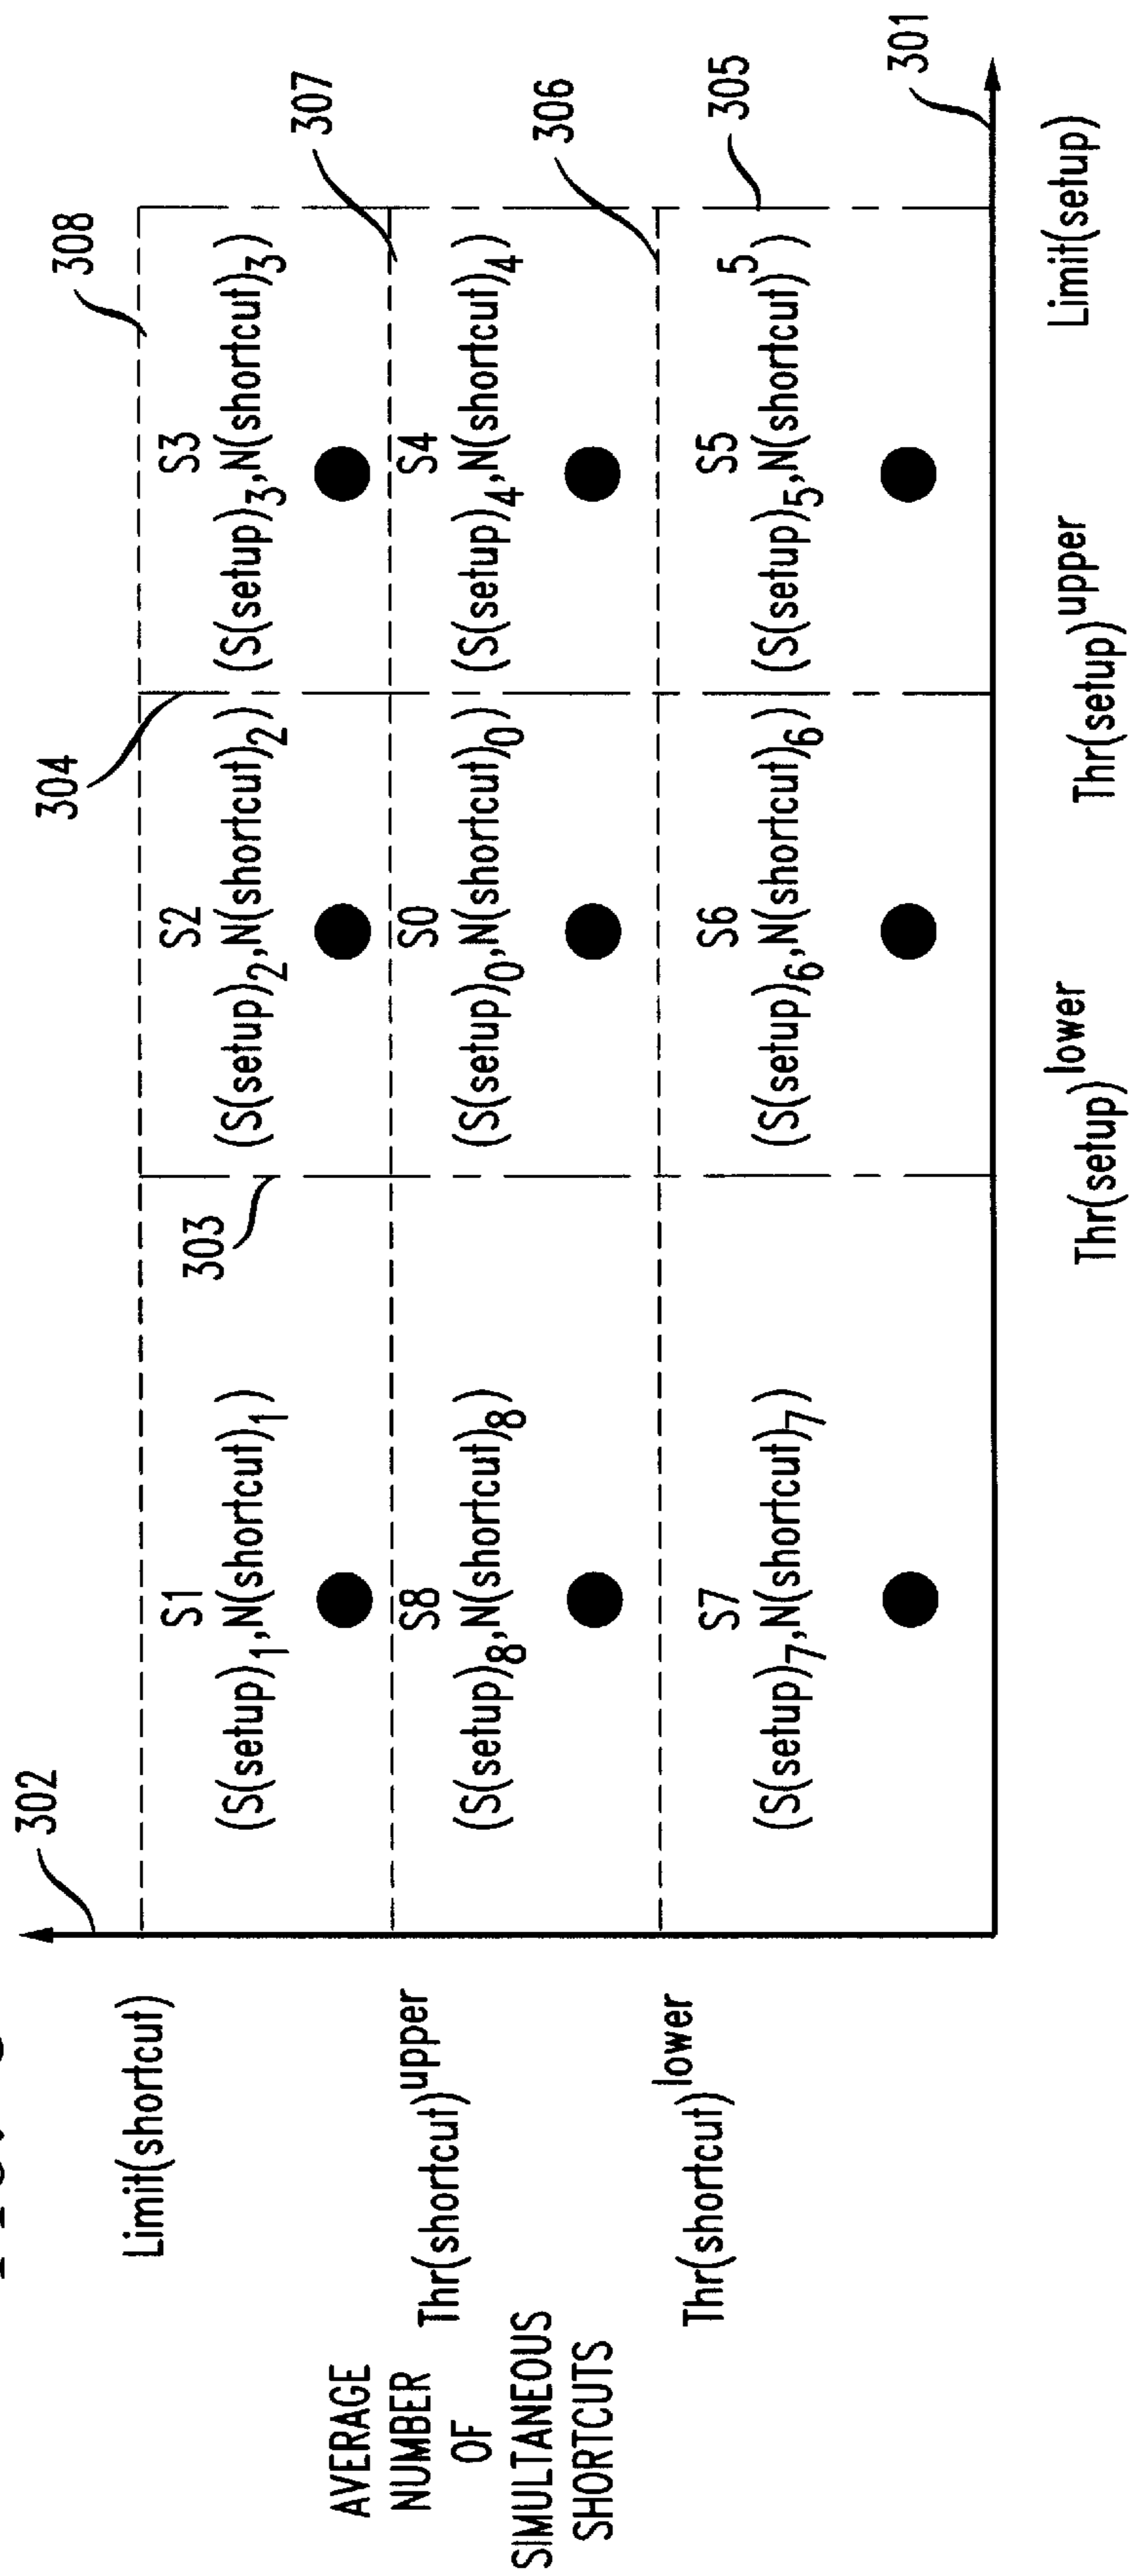 302
308
307
Limit(shortcut)
S1
(S(setup)1,N(shortcut)1)
303
S2
(S(setup)2,N(shortcut)2)
304
S3
(S(setup)3,N(shortcut)3)
AVERAGE
NUMBER
OF
SIMULTANEOUS
SHORTCUTS
Thr(shortcut)upper
S8
(S(setup)8,N(shortcut)8)
S0
(S(setup)0,N(shortcut)0)
S4
(S(setup)4,N(shortcut)4)
306
Thr(shortcut)lower
S7
(S(setup)7,N(shortcut)7)
S6
(S(setup)6,N(shortcut)6)
S5
(S(setup)5,N(shortcut)5)
305
301
Thr(setup)lower
Thr(setup)upper
Limit(setup)